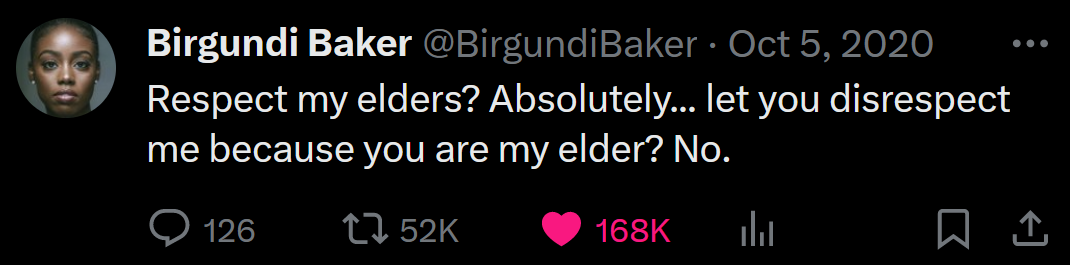 Birgundi Baker @BirgundiBaker · Oct 5, 2020
Respect my elders? Absolutely... let you disrespect
me because you are my elder? No.
126 52K 168K